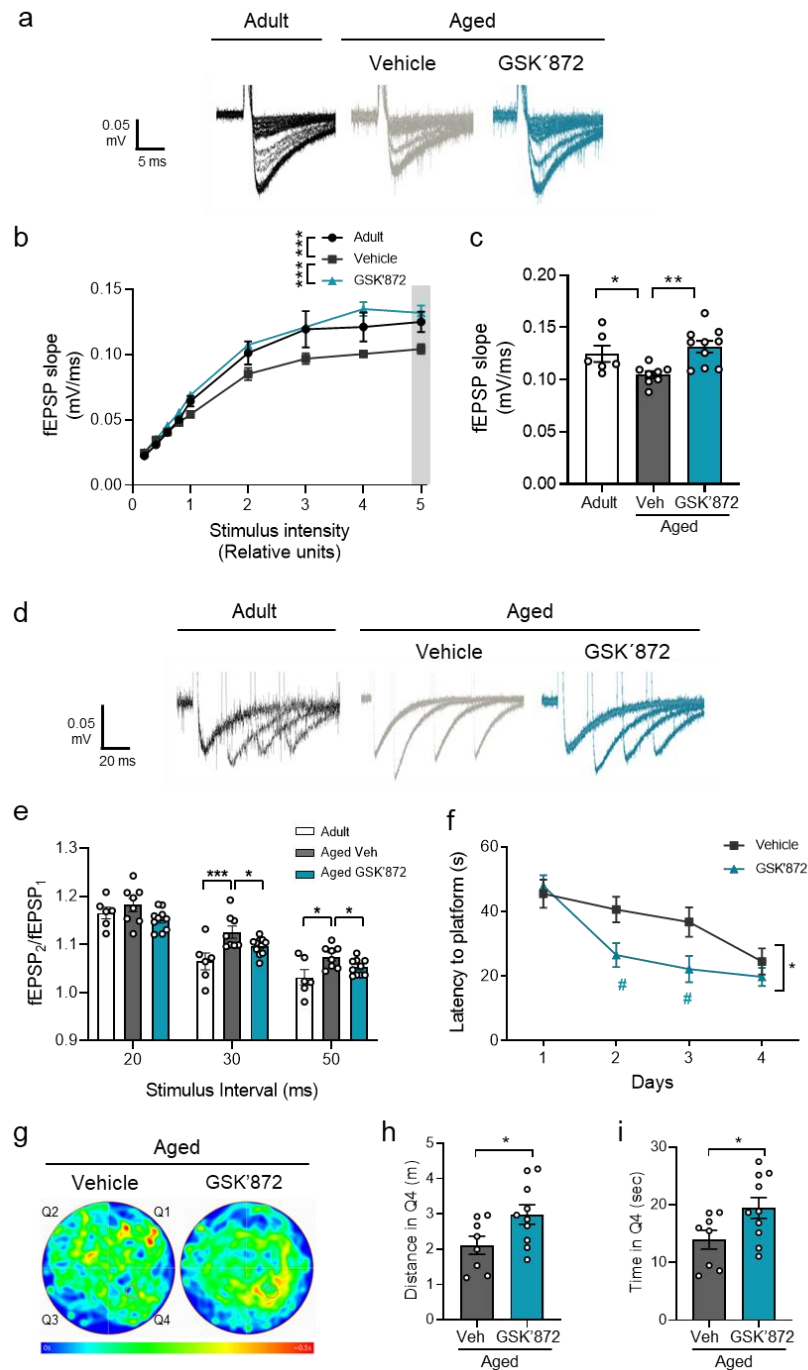 a
Adult
Aged
Vehicle
GSK´872
0.05
mV
5 ms
b
Adult
Vehicle
GSK'872
***
***
fEPSP slope
(mV/ms)
0.15
0.10
0.05
0.00
0 1 2 3 4 5
Stimulus intensity
(Relative units)
c
* **
fEPSP slope
(mV/ms)
0.20
0.15
0.10
0.05
0.00
Adult Veh GSK'872
Aged
d
Adult
Aged
Vehicle
GSK´872
0.05
mV
20 ms
e
Adult
Aged Veh
Aged GSK'872
*** * * *
fEPSP2/fEPSP1
1.3
1.2
1.1
1.0
0.9
20 30 50
Stimulus Interval (ms)
f
Vehicle
GSK'872
Latency to platform (s)
60
40
20
0
# #
*
1 2 3 4
Days
g
Aged
Vehicle GSK'872
Q2 Q1
Q3 Q4
0s ~0.5s
h
*
Distance in Q4 (m)
5
4
3
2
1
0
Veh GSK'872
Aged
i
*
Time in Q4 (sec)
30
20
10
0
Veh GSK'872
Aged